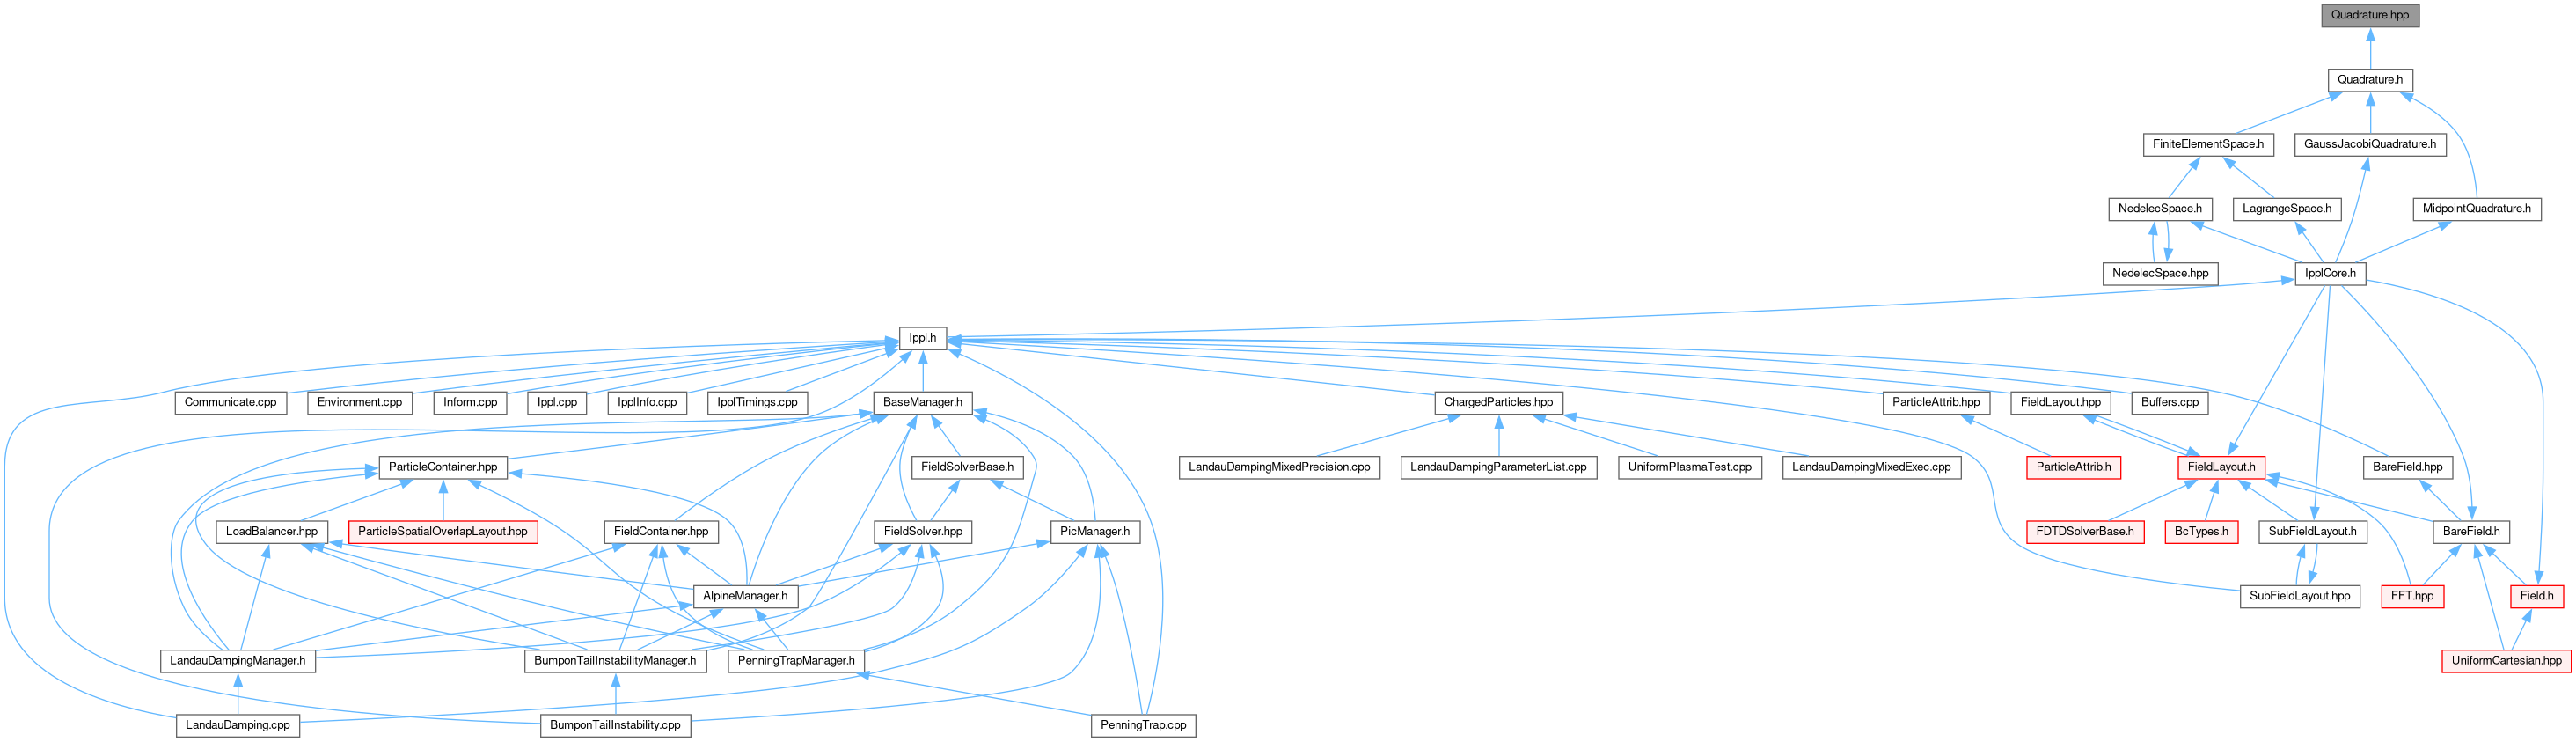 Quadrature.hpp
Quadrature.h
FiniteElementSpace.h
GaussJacobiQuadrature.h
NedelecSpace.h
LagrangeSpace.h
MidpointQuadrature.h
NedelecSpace.hpp
IpplCore.h
Ippl.h
Communicate.cpp
Environment.cpp
Inform.cpp
Ippl.cpp
IpplInfo.cpp
IpplTimings.cpp
BaseManager.h
ChargedParticles.hpp
ParticleAttrib.hpp
FieldLayout.hpp
Buffers.cpp
ParticleContainer.hpp
FieldSolverBase.h
LandauDampingMixedPrecision.cpp
LandauDampingParameterList.cpp
UniformPlasmaTest.cpp
LandauDampingMixedExec.cpp
ParticleAttrib.h
FieldLayout.h
BareField.hpp
LoadBalancer.hpp
ParticleSpatialOverlapLayout.hpp
FieldContainer.hpp
FieldSolver.hpp
PicManager.h
FDTDSolverBase.h
BcTypes.h
SubFieldLayout.h
BareField.h
AlpineManager.h
SubFieldLayout.hpp
FFT.hpp
Field.h
LandauDampingManager.h
BumponTailInstabilityManager.h
PenningTrapManager.h
UniformCartesian.hpp
LandauDamping.cpp
BumponTailInstability.cpp
PenningTrap.cpp